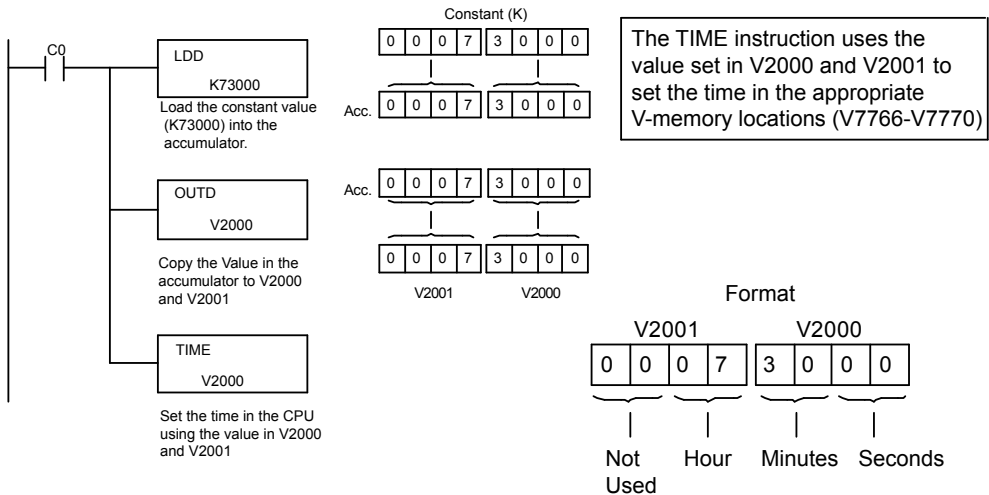 C0
LDD
K73000
Load the constant value
(K73000) into the
accumulator.
Constant (K)
0 0 0 7 3 0 0 0
Acc. 0 0 0 7 3 0 0 0
The TIME instruction uses the
value set in V2000 and V2001 to
set the time in the appropriate
V-memory locations (V7766-V7770)
OUTD
V2000
Copy the Value in the
accumulator to V2000
and V2001
Acc. 0 0 0 7 3 0 0 0
0 0 0 7 3 0 0 0
V2001 V2000
TIME
V2000
Set the time in the CPU
using the value in V2000
and V2001
Format
V2001 V2000
0 0 0 7 3 0 0 0
Not Hour Minutes Seconds
Used